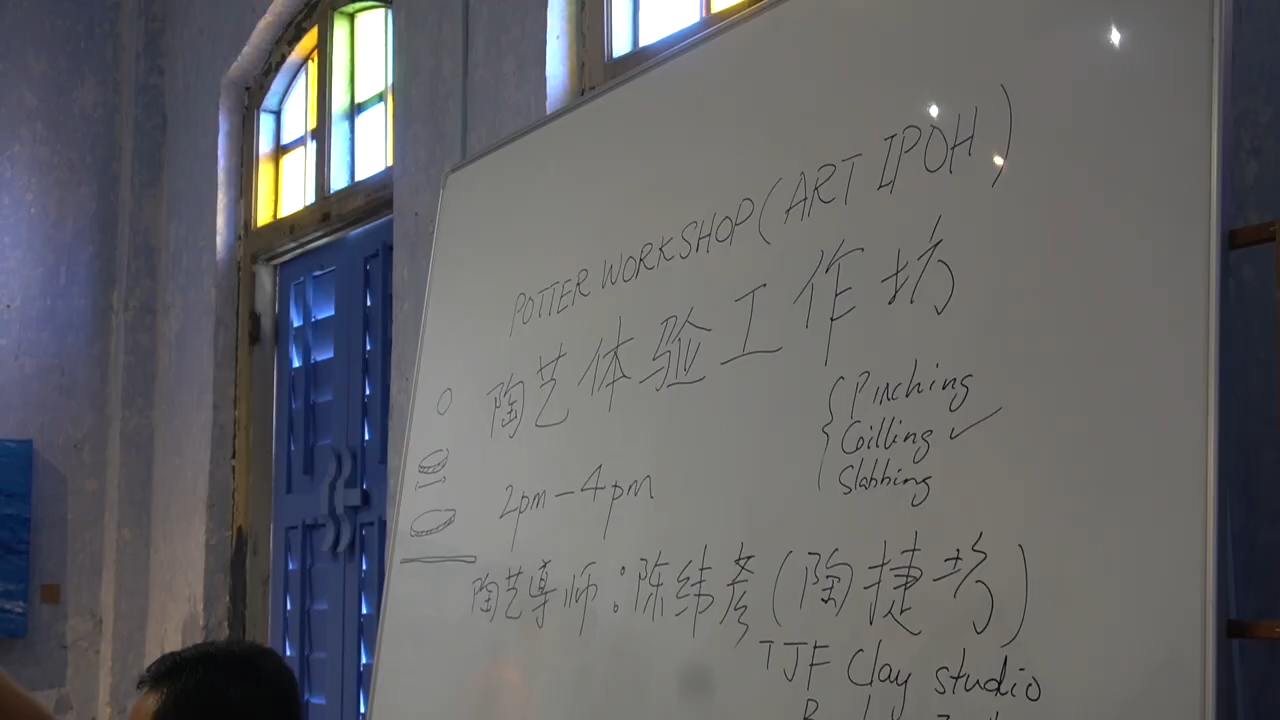 POTTER WORKSHOP (ART IPOH)
陶艺体验工作坊
Pinching
Coilling ✓
Slabbing
2pm - 4pm
陶艺導师：陈纬彦 (陶捷坊)
TJF Clay studio